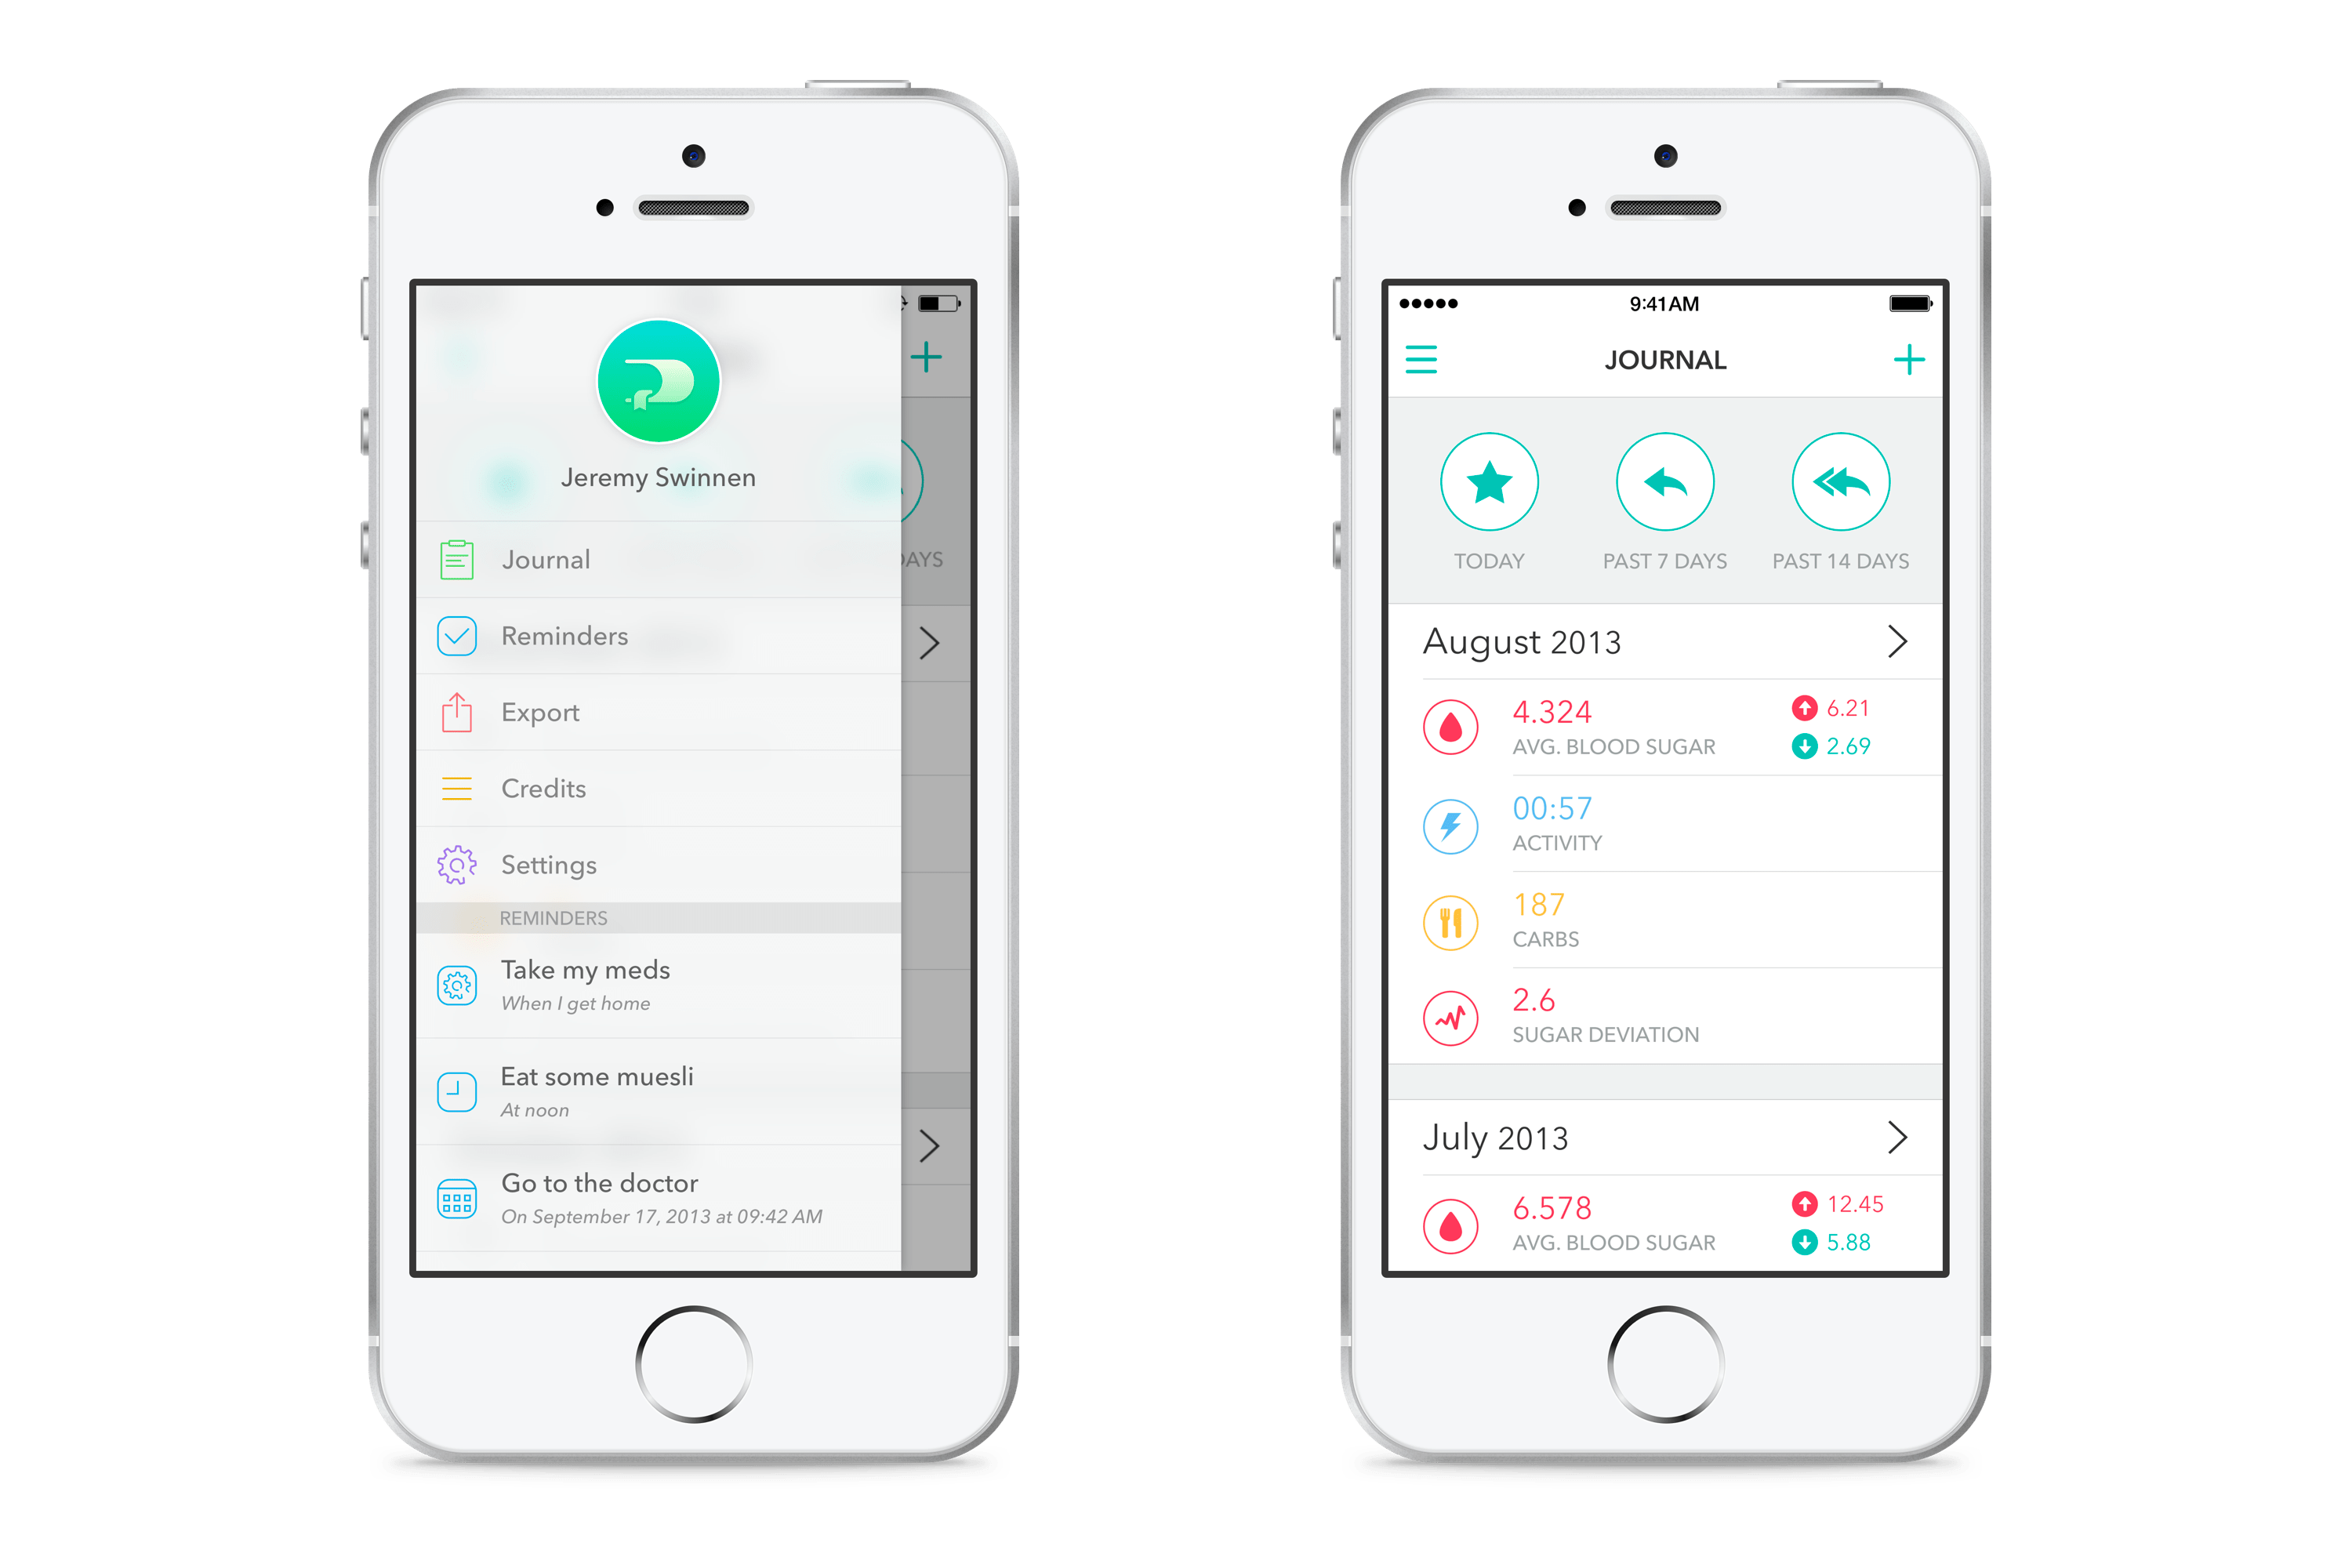 Jeremy Swinnen
Journal
Reminders
Export
Credits
Settings
REMINDERS
Take my meds
When I get home
Eat some muesli
At noon
Go to the doctor
On September 17, 2013 at 09:42 AM
DAYS
9:41 AM
JOURNAL
TODAY
PAST 7 DAYS
PAST 14 DAYS
August 2013
4.324
AVG. BLOOD SUGAR
6.21
2.69
00:57
ACTIVITY
187
CARBS
2.6
SUGAR DEVIATION
July 2013
6.578
AVG. BLOOD SUGAR
12.45
5.88